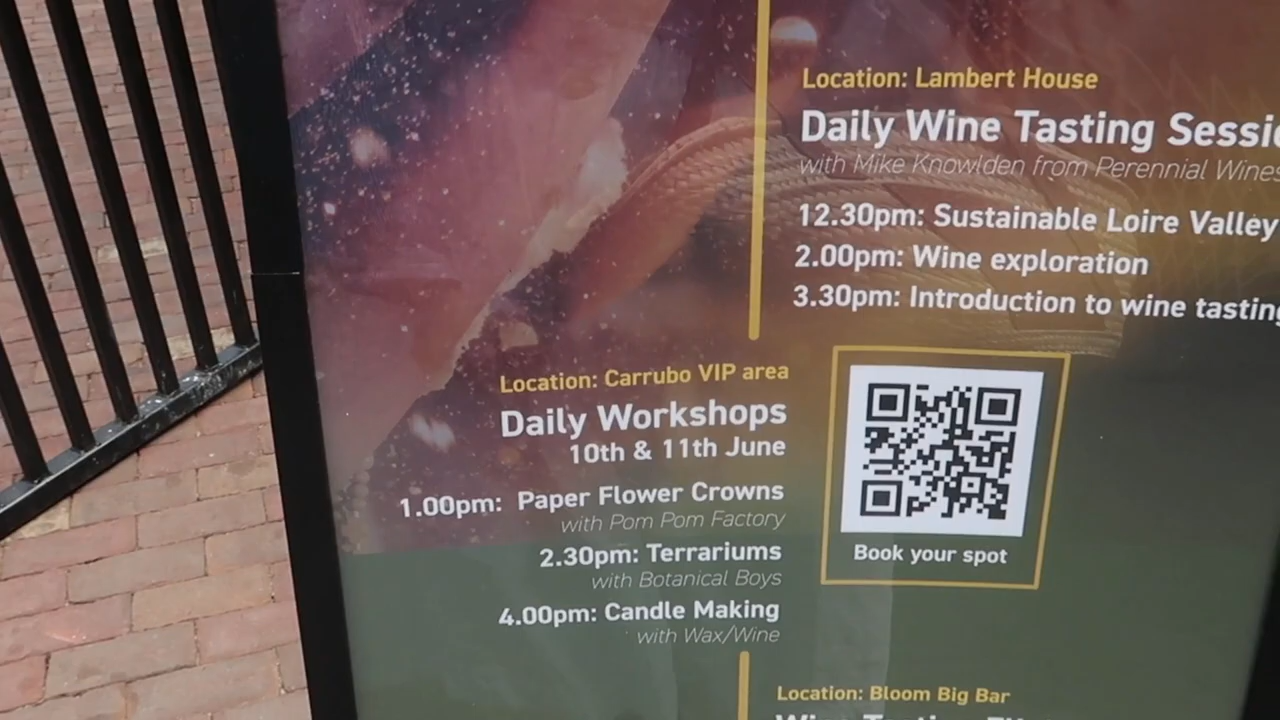 Location: Lambert House
Daily Wine Tasting
with Mike Knowlden from Perennial Wines
12.30pm: Sustainable Loire Valley
2.00pm: Wine exploration
3.30pm: Introduction to wine tasting
Location: Carrubo VIP area
Daily Workshops
10th & 11th June
1.00pm: Paper Flower Crowns
with Pom Pom Factory
2.30pm: Terrariums
with Botanical Boys
4.00pm: Candle Making
with Wax/Wine
Book your spot
Location: Bloom Big Bar
Wine Tasting